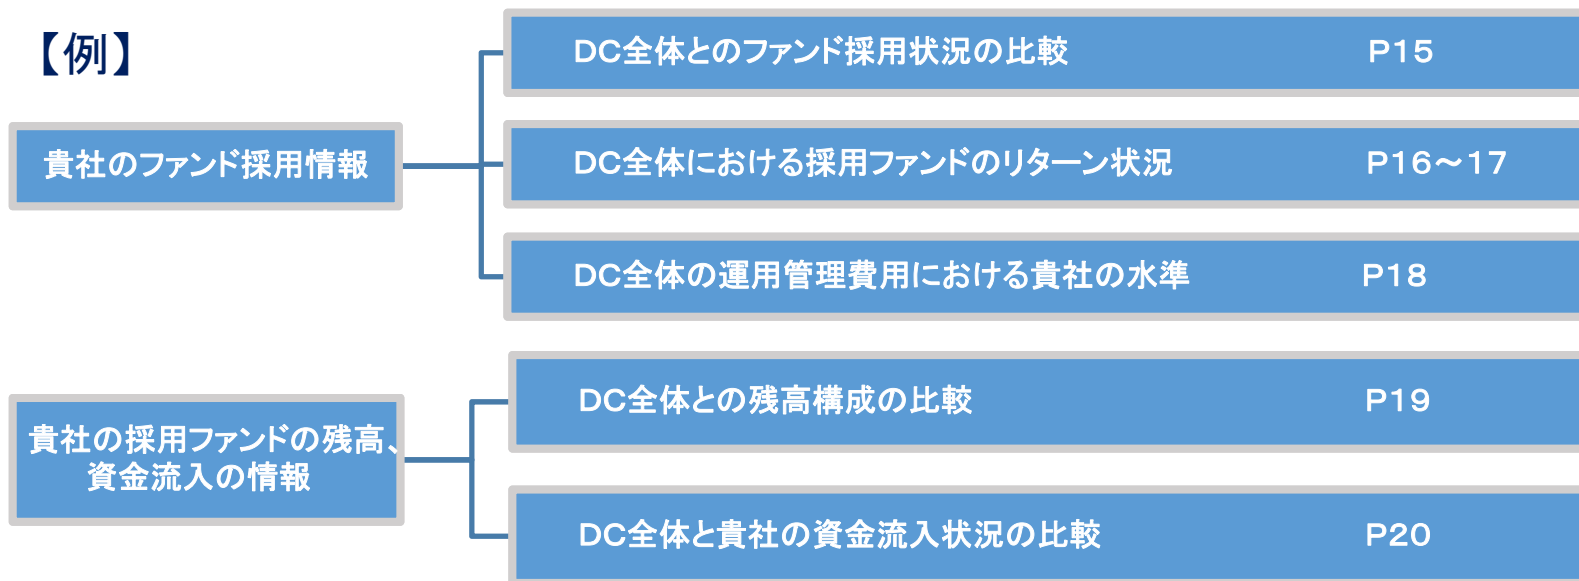 【例】
貴社のファンド採用情報
DC全体とのファンド採用状況の比較 P15
DC全体における採用ファンドのリターン状況 P16～17
DC全体の運用管理費用における貴社の水準 P18
貴社の採用ファンドの残高、
資金流入の情報
DC全体との残高構成の比較 P19
DC全体と貴社の資金流入状況の比較 P20